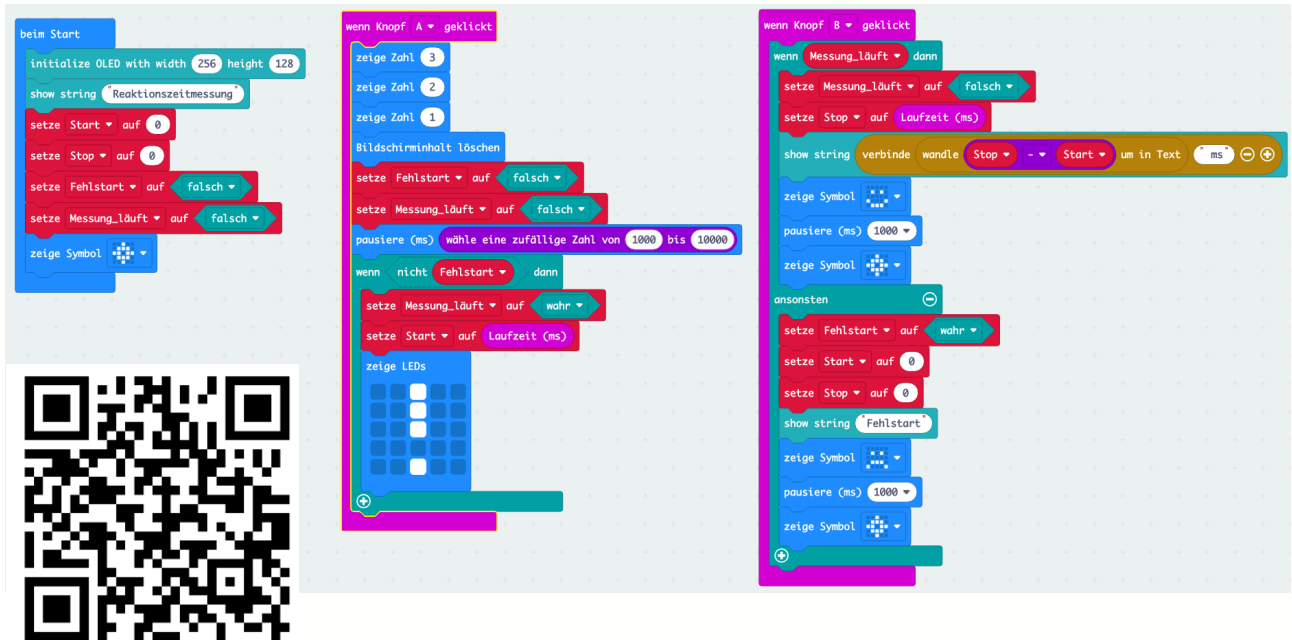 beim Start
initialize OLED with width 256 height 128
show string "Reaktionszeitmessung"
setze Start auf 0
setze Stop auf 0
setze Fehlstart auf falsch
setze Messung_läuft auf falsch
zeige Symbol
wenn Knopf A geklickt
zeige Zahl 3
zeige Zahl 2
zeige Zahl 1
Bildschirminhalt löschen
setze Fehlstart auf falsch
setze Messung_läuft auf falsch
pausiere (ms) wähle eine zufällige Zahl von 1000 bis 10000
wenn nicht Fehlstart dann
setze Messung_läuft auf wahr
setze Start auf Laufzeit (ms)
zeige LEDs
wenn Knopf B geklickt
wenn Messung_läuft dann
setze Messung_läuft auf falsch
setze Stop auf Laufzeit (ms)
show string verbinde wandle Stop - Start um in Text " ms"
zeige Symbol
pausiere (ms) 1000
zeige Symbol
ansonsten
setze Fehlstart auf wahr
setze Start auf 0
setze Stop auf 0
show string "Fehlstart"
zeige Symbol
pausiere (ms) 1000
zeige Symbol